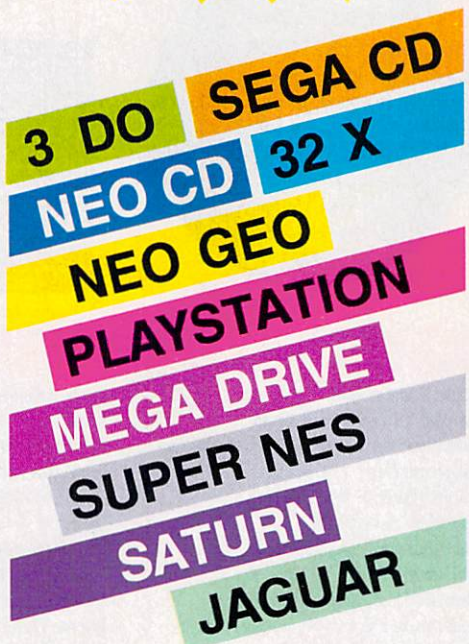 3 DO SEGA CD
NEO CD 32 X
NEO GEO
PLAYSTATION
MEGA DRIVE
SUPER NES
SATURN
JAGUAR